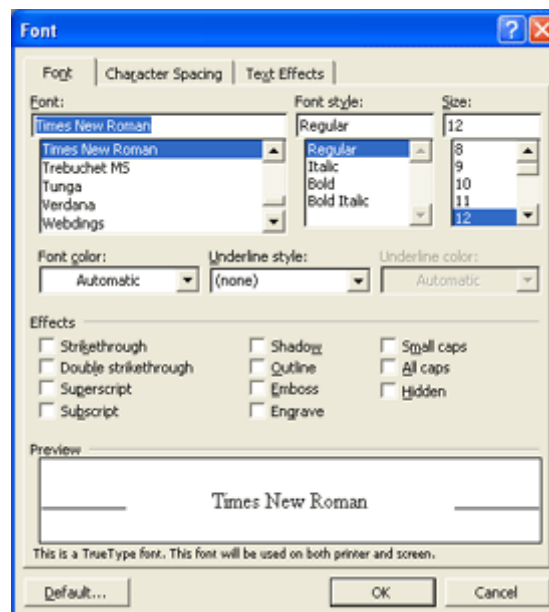 Font
Font Character Spacing Text Effects
Font: Font style: Size:
Times New Roman Regular 12
Times New Roman Regular 8
Trebuchet MS Italic 9
Tunga Bold 10
Verdana Bold Italic 11
Webdings 12
Font color: Underline style: Underline color:
Automatic (none) Automatic
Effects
Strikethrough Shadow Small caps
Double strikethrough Outline All caps
Superscript Emboss Hidden
Subscript Engrave
Preview
Times New Roman
This is a TrueType font. This font will be used on both printer and screen.
Default... OK Cancel